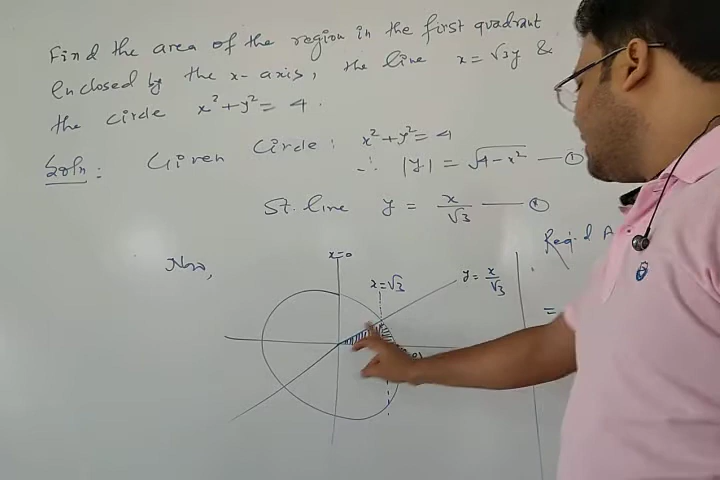 Find the area of the region in the first quadrant
enclosed by the x-axis, the line x = √3y &
the circle x² + y² = 4.
Soln: Given Circle: x² + y² = 4
∴ |y| = √4-x² — ①
St. line y = x/√3 — ②
Req.d A
Now,
x=0
x=√3
y = x/√3
=